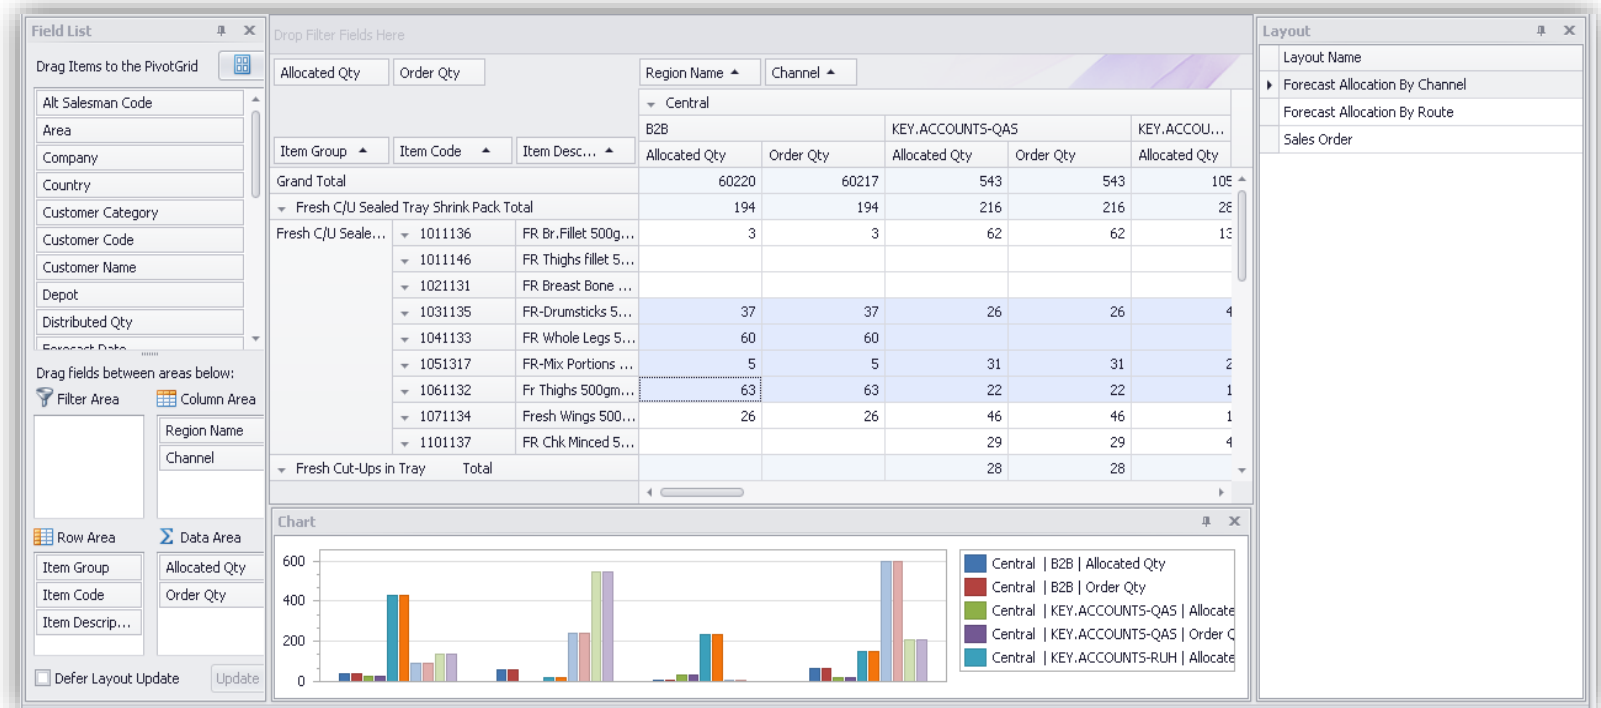 Field List
Drag Items to the PivotGrid
Alt Salesman Code
Area
Company
Country
Customer Category
Customer Code
Customer Name
Depot
Distributed Qty
Forecast Date
Drag fields between areas below:
Filter Area
Column Area
Region Name
Channel
Row Area
Data Area
Item Group
Allocated Qty
Item Code
Order Qty
Item Descrip...
Defer Layout Update
Update
Drop Filter Fields Here
Allocated Qty Order Qty Region Name Channel
Central
B2B KEY.ACCOUNTS-QAS KEY.ACCOU...
Item Group Item Code Item Desc... Allocated Qty Order Qty Allocated Qty Order Qty Allocated Qty
Grand Total 60220 60217 543 543 105
Fresh C/U Sealed Tray Shrink Pack Total 194 194 216 216 28
Fresh C/U Seale... 1011136 FR Br.Fillet 500g... 3 3 62 62 13
1011146 FR Thighs fillet 5...
1021131 FR Breast Bone ...
1031135 FR-Drumsticks 5... 37 37 26 26 4
1041133 FR Whole Legs 5... 60 60
1051317 FR-Mix Portions ... 5 5 31 31 2
1061132 Fr Thighs 500gm... 63 63 22 22 1
1071134 Fresh Wings 500... 26 26 46 46 1
1101137 FR Chk Minced 5... 29 29 4
Fresh Cut-Ups in Tray Total 28 28
Chart
600
400
200
0
Central | B2B | Allocated Qty
Central | B2B | Order Qty
Central | KEY.ACCOUNTS-QAS | Allocate
Central | KEY.ACCOUNTS-QAS | Order Q
Central | KEY.ACCOUNTS-RUH | Allocate
Layout
Layout Name
Forecast Allocation By Channel
Forecast Allocation By Route
Sales Order